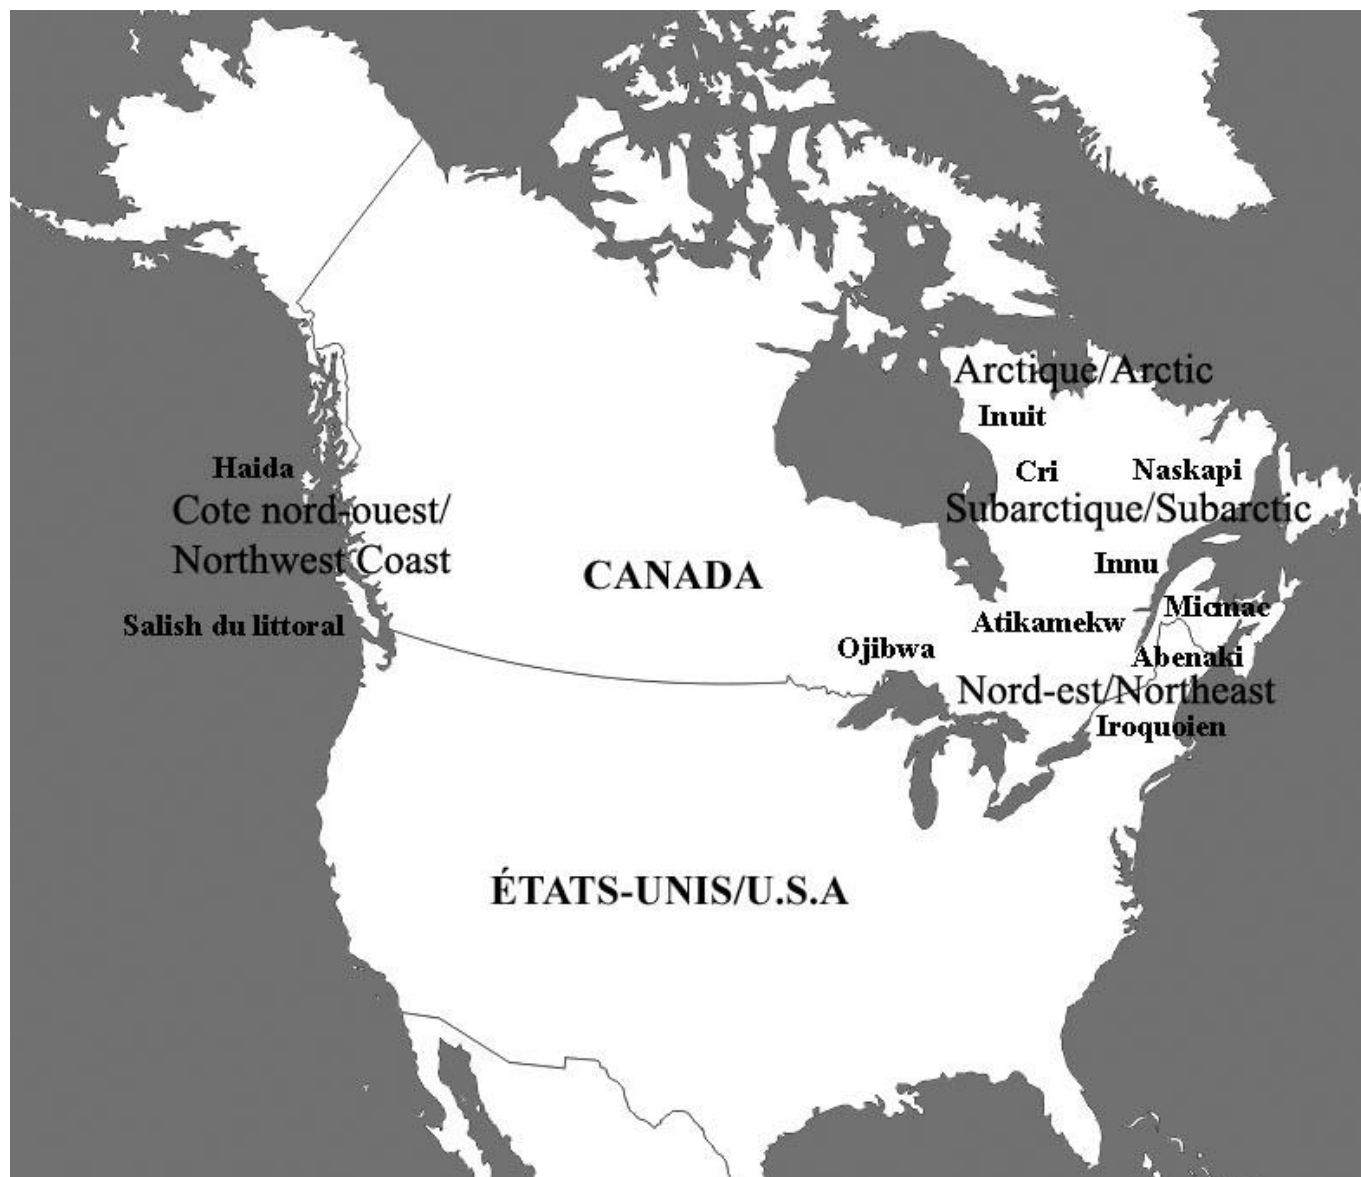 Arctique/Arctic
Inuit
Haida
Cri
Naskapi
Cote nord-ouest/
Northwest Coast
Subarctique/Subarctic
CANADA
Innu
Micmac
Salish du littoral
Atikamekw
Ojibwa
Abenaki
Nord-est/Northeast
Iroquoien
ÉTATS-UNIS/U.S.A